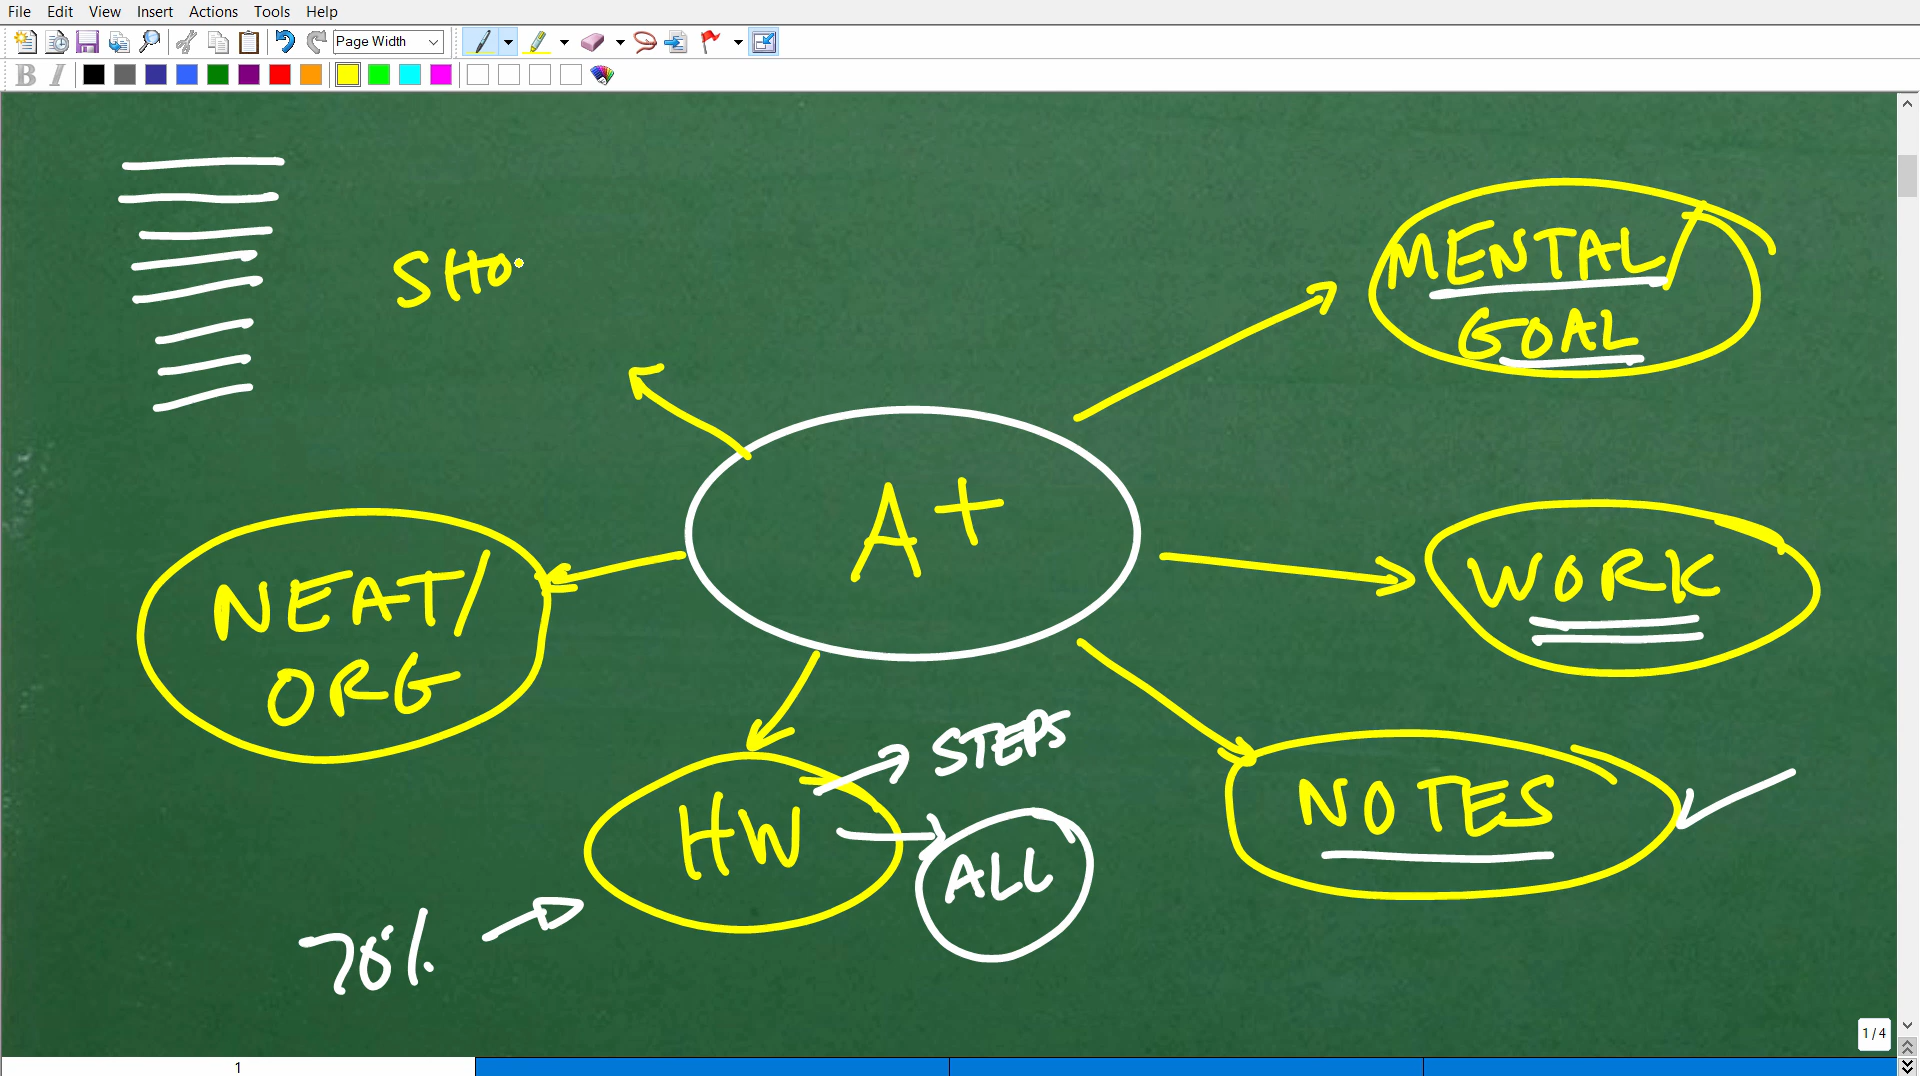 File Edit View Insert Actions Tools Help
Page Width
B I
SHO
MENTAL/
GOAL
A+
NEAT/
ORG
WORK
STEPS
NOTES
HW
ALL
70%
1 / 4
1